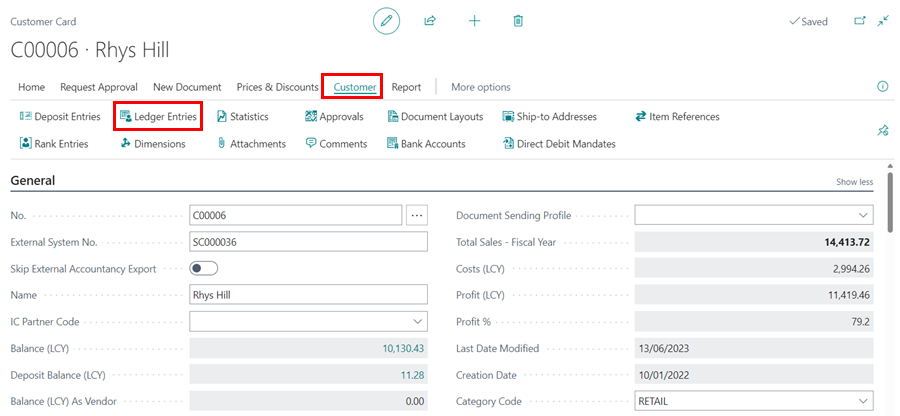 Customer Card
Saved
C00006 · Rhys Hill
Home Request Approval New Document Prices & Discounts Customer Report More options
Deposit Entries Ledger Entries Statistics Approvals Document Layouts Ship-to Addresses Item References
Rank Entries Dimensions Attachments Comments Bank Accounts Direct Debit Mandates
General Show less
No. C00006 ... Document Sending Profile
External System No. SC000036 Total Sales - Fiscal Year 14,413.72
Skip External Accountancy Export Costs (LCY) 2,994.26
Name Rhys Hill Profit (LCY) 11,419.46
IC Partner Code Profit % 79.2
Balance (LCY) 10,130.43 Last Date Modified 13/06/2023
Deposit Balance (LCY) 11.28 Creation Date 10/01/2022
Balance (LCY) As Vendor 0.00 Category Code RETAIL